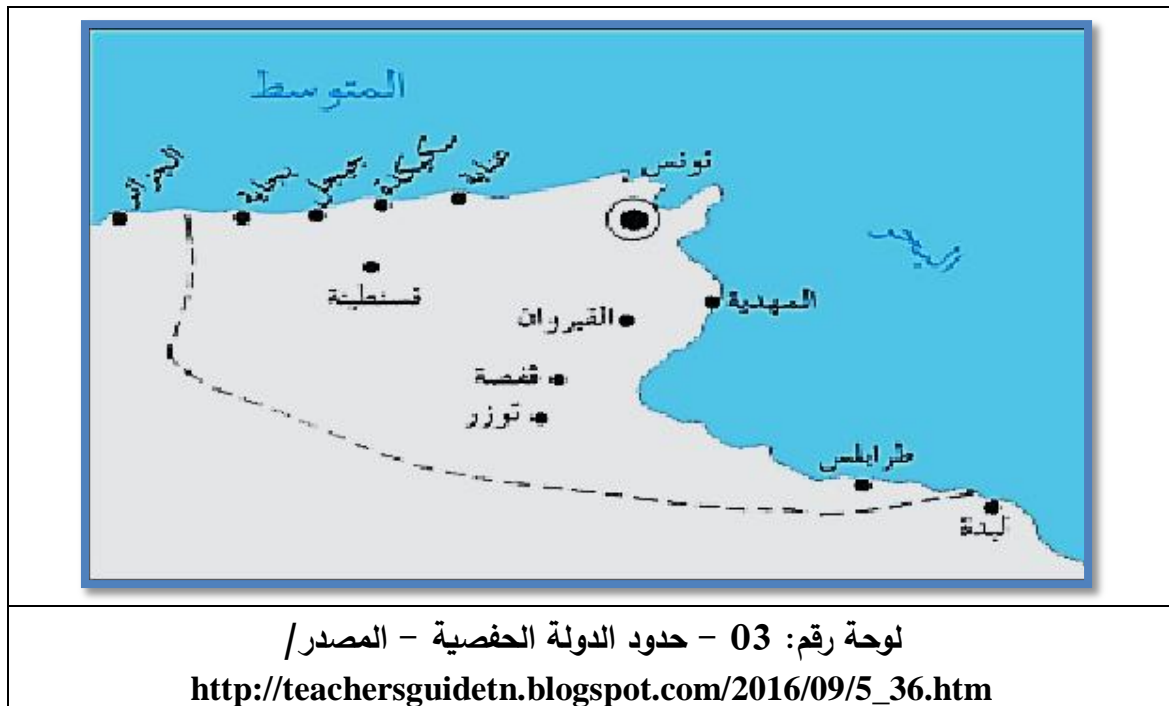 المتوسط
تونس
البحر
قسنطينة
المهدية
القيروان
قفصة
توزر
طرابلس
لبدة
لوحة رقم: 03 - حدود الدولة الحفصية - المصدر/
http://teachersguidetn.blogspot.com/2016/09/5_36.htm